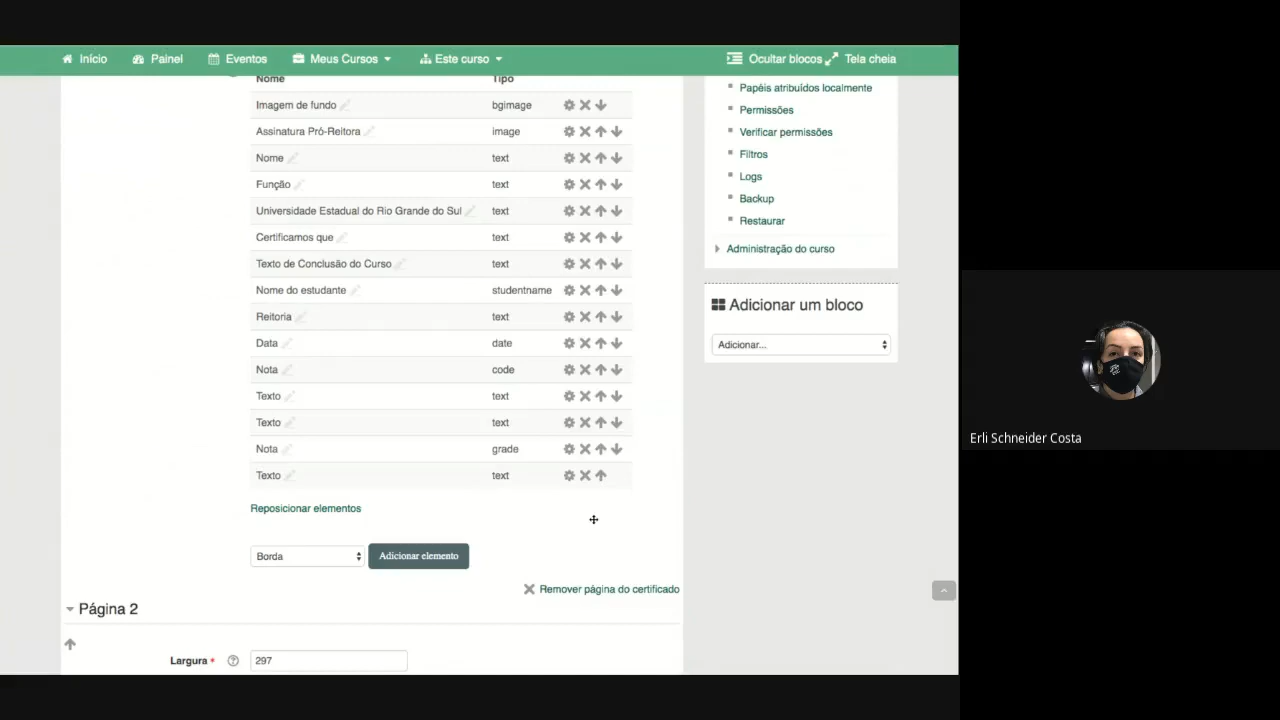 Início Painel Eventos Meus Cursos Este curso Ocultar blocos Tela cheia
Nome Tipo
Imagem de fundo bgimage
Assinatura Pró-Reitora image
Nome text
Função text
Universidade Estadual do Rio Grande do Sul text
Certificamos que text
Texto de Conclusão do Curso text
Nome do estudante studentname
Reitoria text
Data date
Nota code
Texto text
Texto text
Nota grade
Texto text
Reposicionar elementos
Borda Adicionar elemento
Remover página do certificado
Página 2
Largura * 297
Papéis atribuídos localmente
Permissões
Verificar permissões
Filtros
Logs
Backup
Restaurar
Administração do curso
Adicionar um bloco
Adicionar...
Erli Schneider Costa